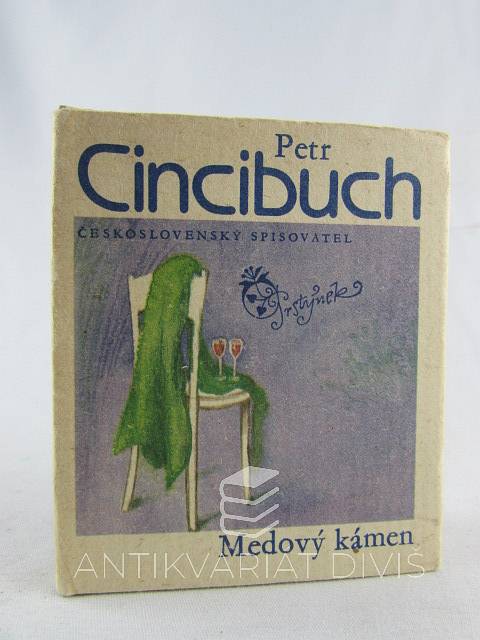 Petr
Cincibuch
ČESKOSLOVENSKÝ SPISOVATEL
Prstýnek
Medový kámen
ANTIKVARIÁT DIVIŠ